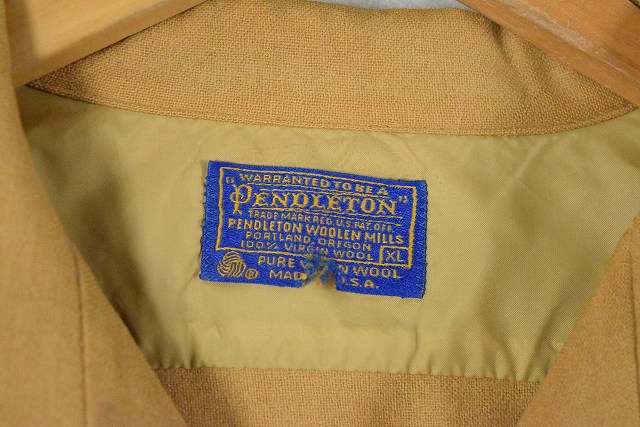 "WARRANTED TO BE A
PENDLETON"
TRADE MARK REG. U.S. PAT. OFF.
PENDLETON WOOLEN MILLS
PORTLAND, OREGON
100% VIRGIN WOOL XL
®
PURE WOOL
MADE U.S.A.